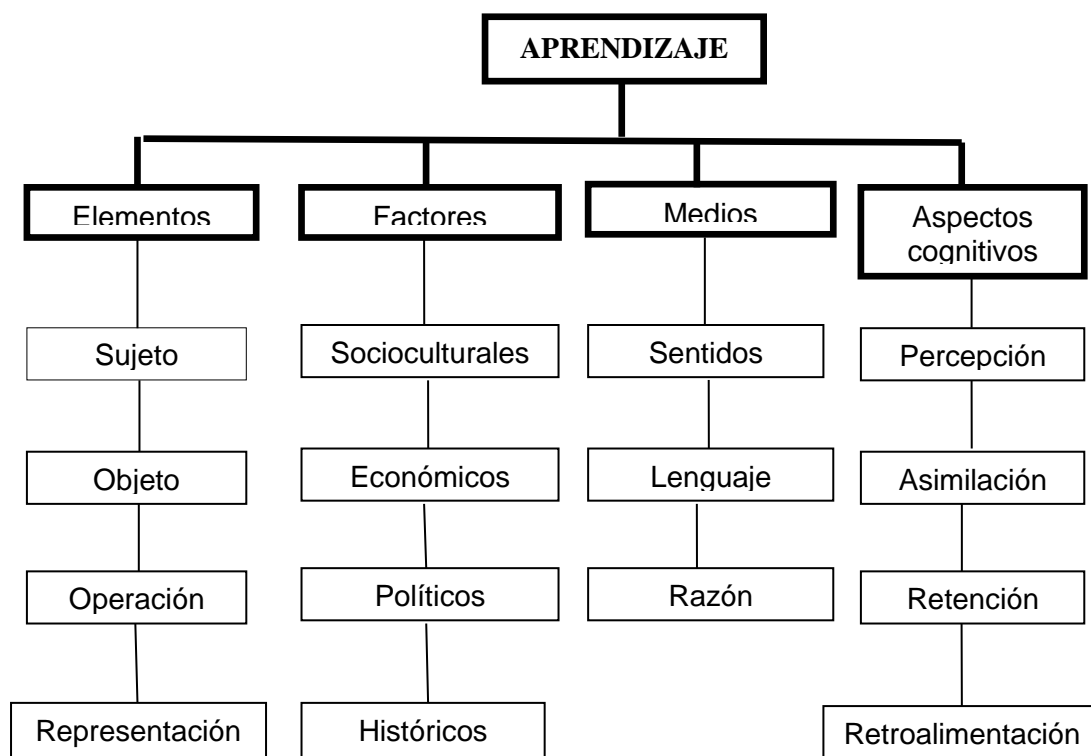 APRENDIZAJE
Elementos
Factores
Medios
Aspectos
cognitivos
Sujeto
Socioculturales
Sentidos
Percepción
Objeto
Económicos
Lenguaje
Asimilación
Operación
Políticos
Razón
Retención
Representación
Históricos
Retroalimentación